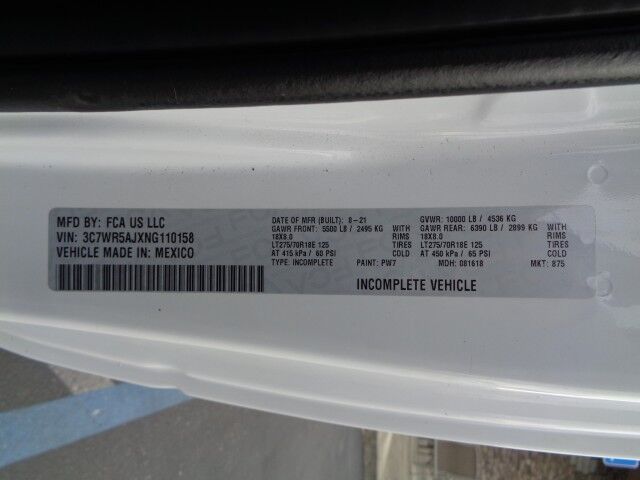 MFD BY: FCA US LLC
VIN: 3C7WR5AJXNG110158
VEHICLE MADE IN: MEXICO
DATE OF MFR (BUILT): 8-21 GVWR: 10000 LB / 4536 KG
GAWR FRONT: 5500 LB / 2495 KG WITH GAWR REAR: 6390 LB / 2899 KG WITH
18X8.0 RIMS 18X8.0 RIMS
LT275/70R18E 125 TIRES LT275/70R18E 125 TIRES
AT 415 kPa / 60 PSI COLD AT 450 kPa / 65 PSI COLD
TYPE: INCOMPLETE PAINT: PW7 MDH: 081618 MKT: 875
INCOMPLETE VEHICLE